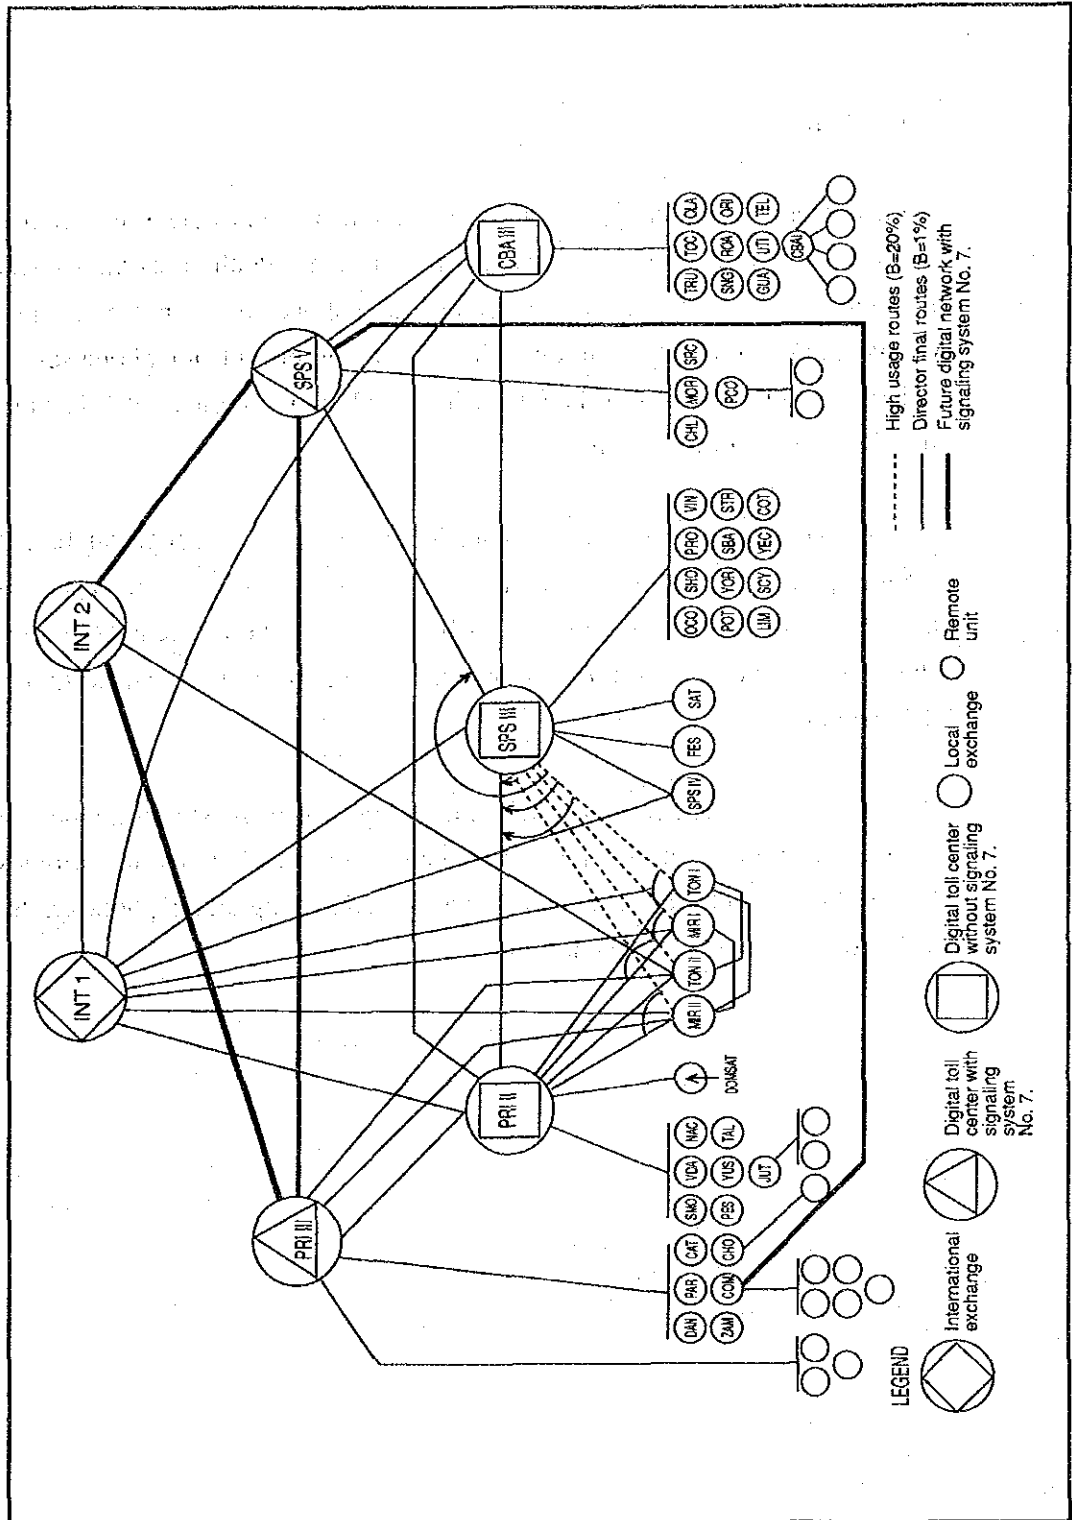 INT 1
INT 2
PRI III
SPS V
PRI II
SPS III
CBA III
DAN PAR CAT
ZAM COM CHO
SMO VDA NAC
PES YUS TAL
JUT
DOMSAT
MIR II TON II MIR I TON I
SPS IV FES SAT
OCO SHO PRO VIN
POT YOR SBA STR
LIM SCY YEC COT
CHL MOR SRC
PCO
TRU TOC OLA
SNG ROA ORI
GUA UTI TEL
CBAI
LEGEND
International
exchange
Digital toll
center with
signaling
system
No. 7.
Digital toll center
without signaling
system No. 7.
Local
exchange
Remote
unit
High usage routes (B=20%)
Director final routes (B=1%)
Future digital network with
signaling system No. 7.